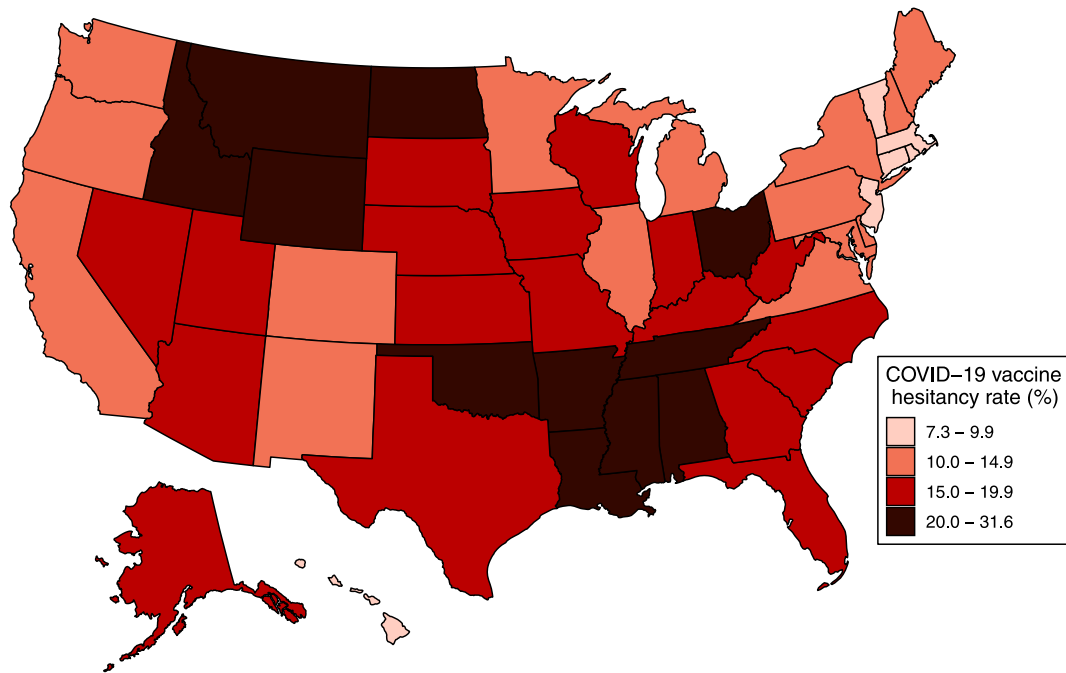 COVID−19 vaccine
hesitancy rate (%)
7.3 − 9.9
10.0 − 14.9
15.0 − 19.9
20.0 − 31.6